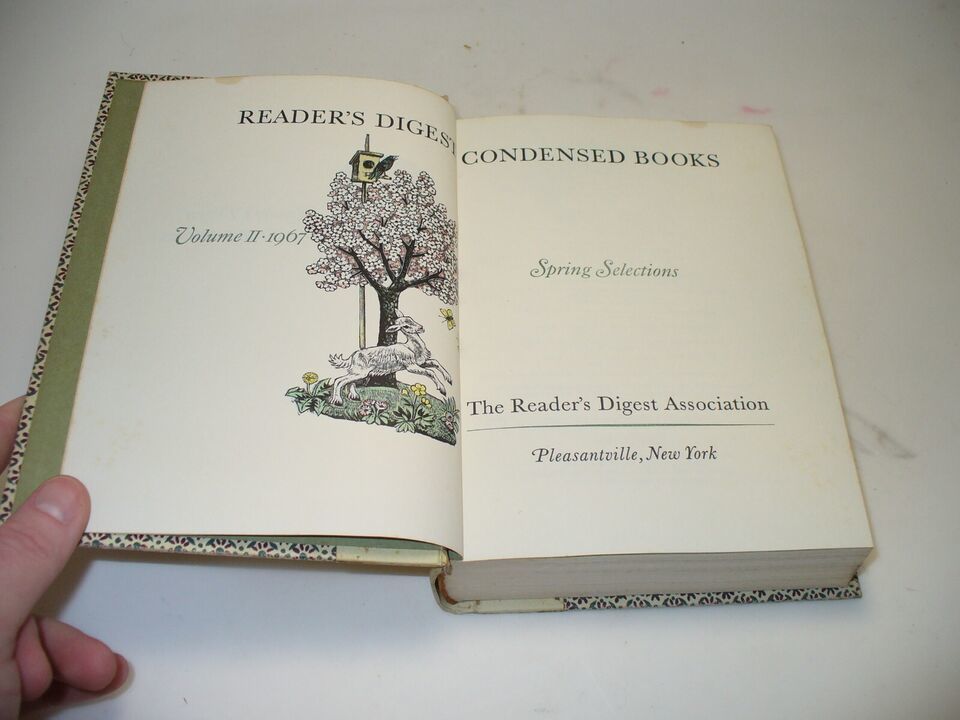 READER'S DIGEST CONDENSED BOOKS
Volume II · 1967
Spring Selections
The Reader's Digest Association
Pleasantville, New York